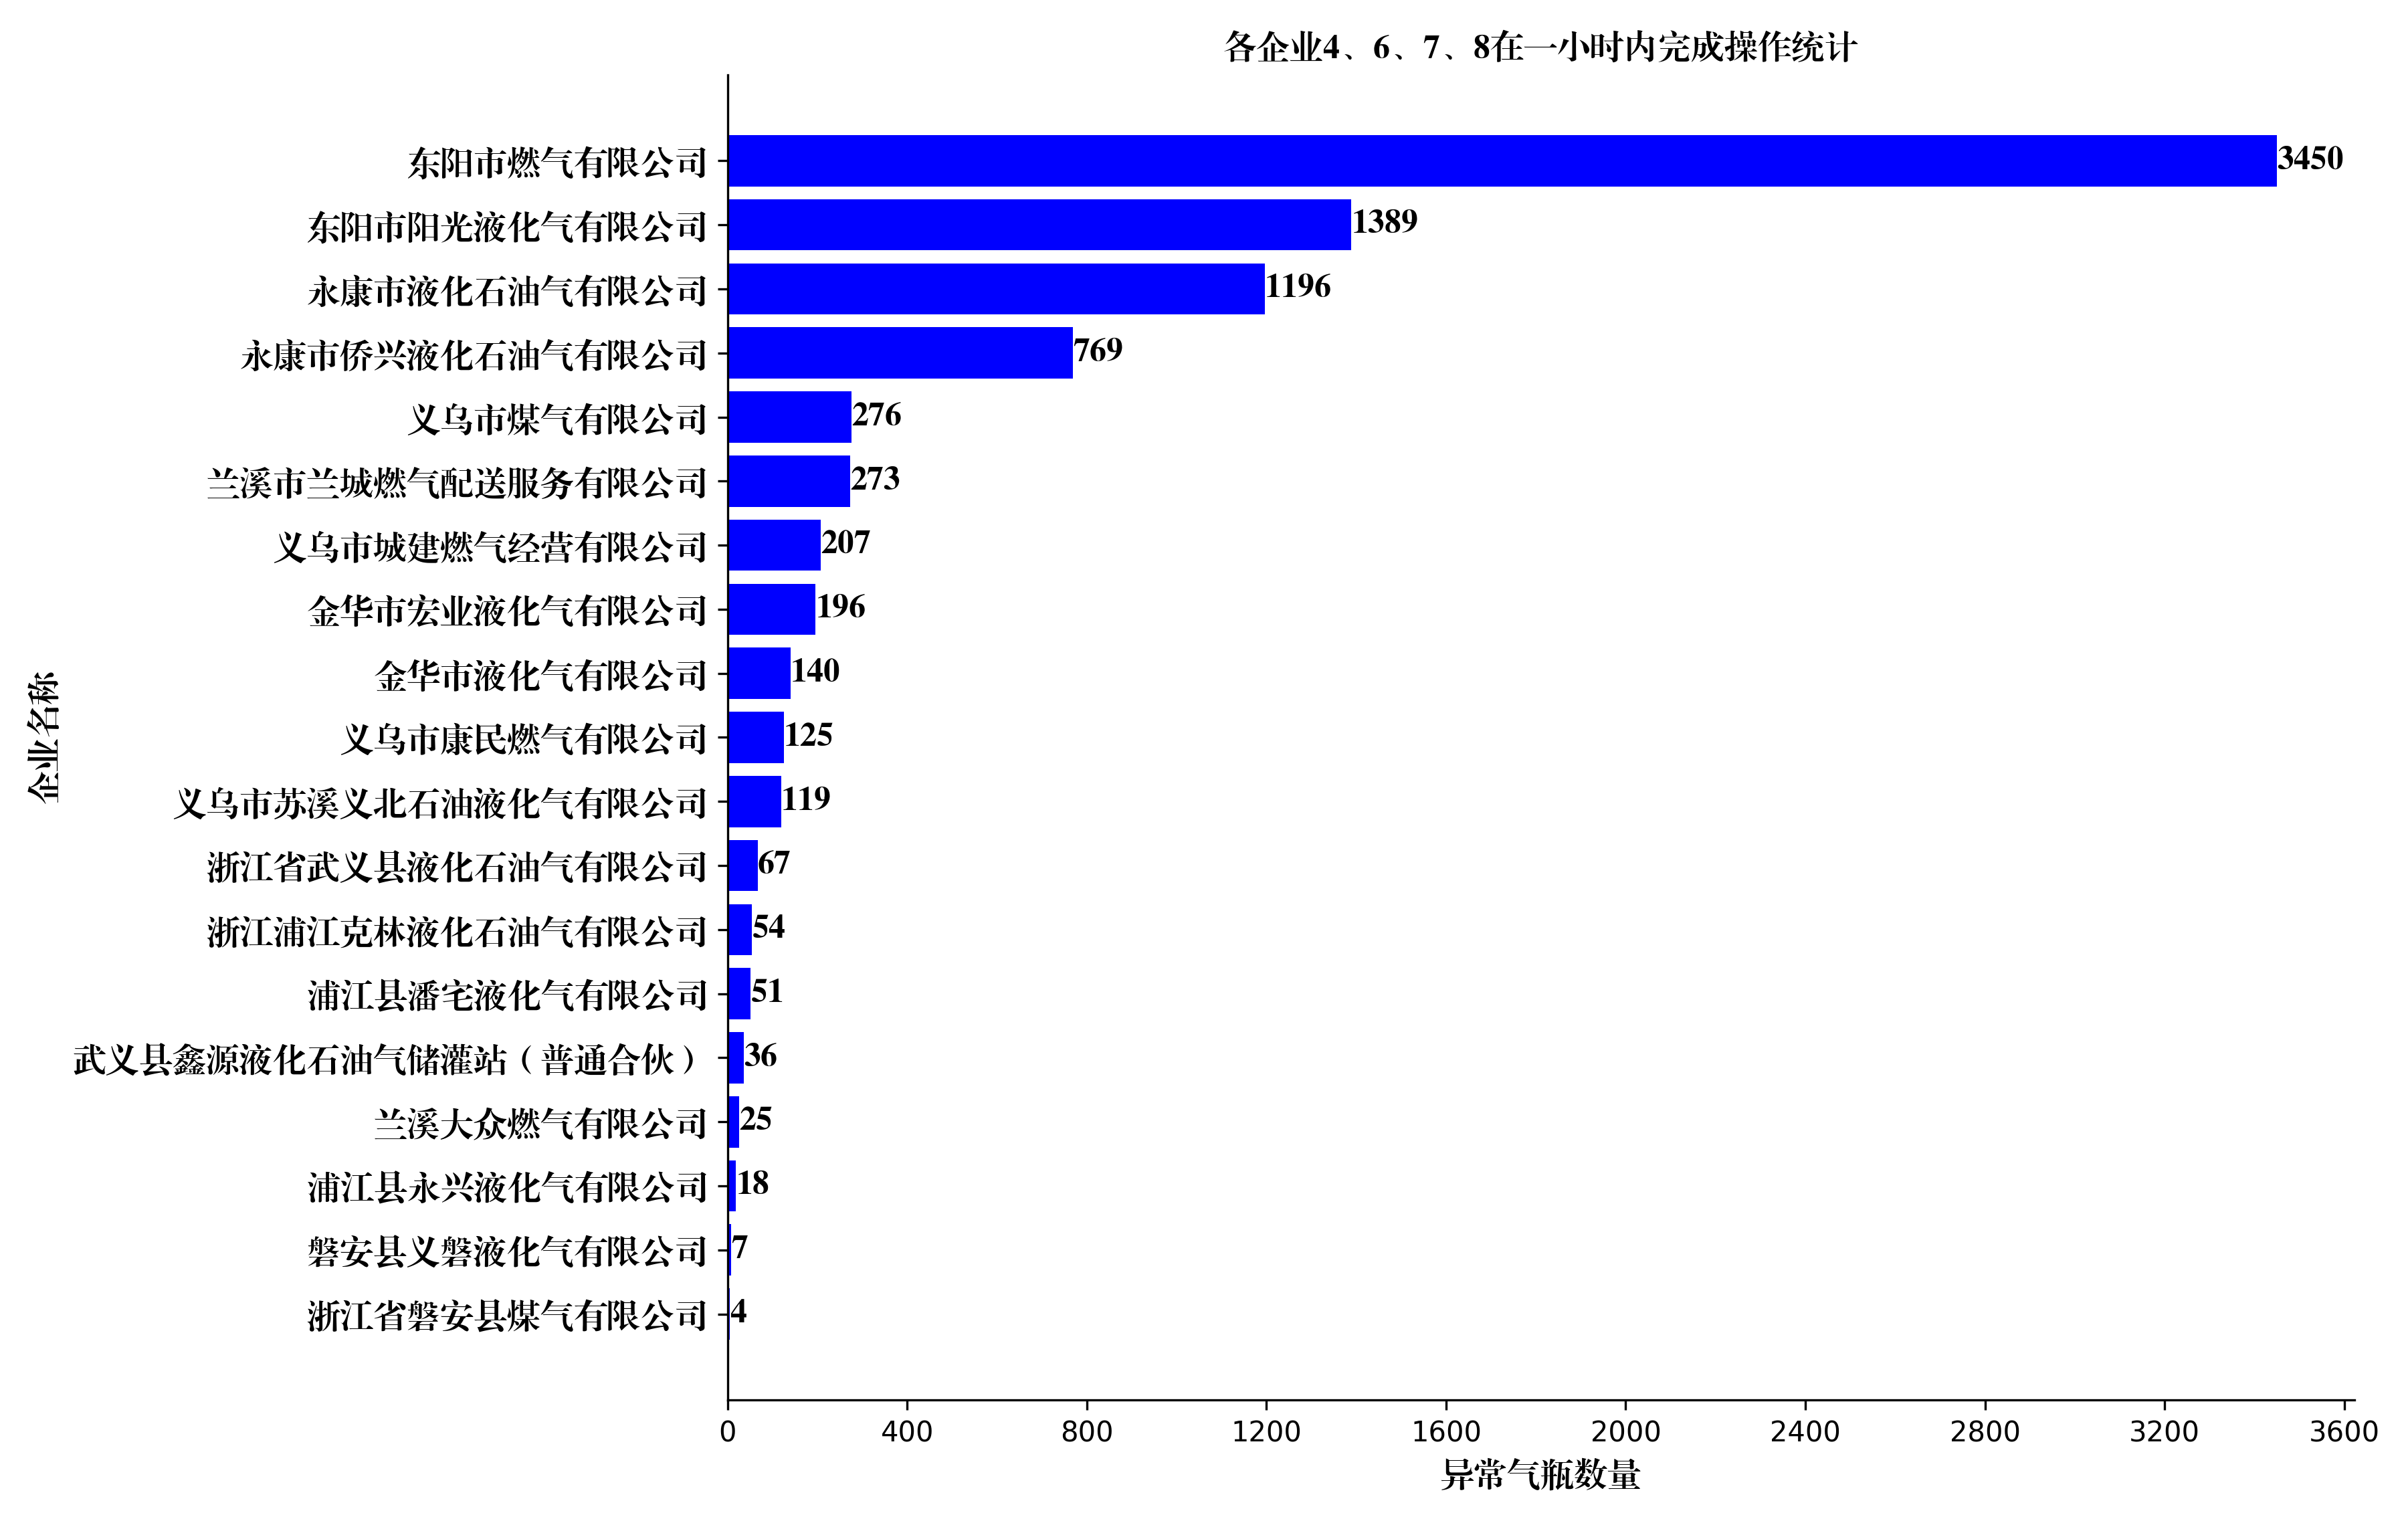 各企业4、6、7、8在一小时内完成操作统计
企业名称
东阳市燃气有限公司 3450
东阳市阳光液化气有限公司 1389
永康市液化石油气有限公司 1196
永康市侨兴液化石油气有限公司 769
义乌市煤气有限公司 276
兰溪市兰城燃气配送服务有限公司 273
义乌市城建燃气经营有限公司 207
金华市宏业液化气有限公司 196
金华市液化气有限公司 140
义乌市康民燃气有限公司 125
义乌市苏溪义北石油液化气有限公司 119
浙江省武义县液化石油气有限公司 67
浙江浦江克林液化石油气有限公司 54
浦江县潘宅液化气有限公司 51
武义县鑫源液化石油气储灌站（普通合伙） 36
兰溪大众燃气有限公司 25
浦江县永兴液化气有限公司 18
磐安县义磐液化气有限公司 7
浙江省磐安县煤气有限公司 4
0 400 800 1200 1600 2000 2400 2800 3200 3600
异常气瓶数量